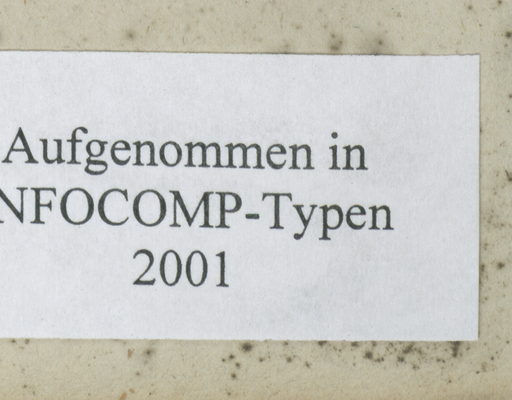 Aufgenommen in
NFOCOMP-Typen
2001